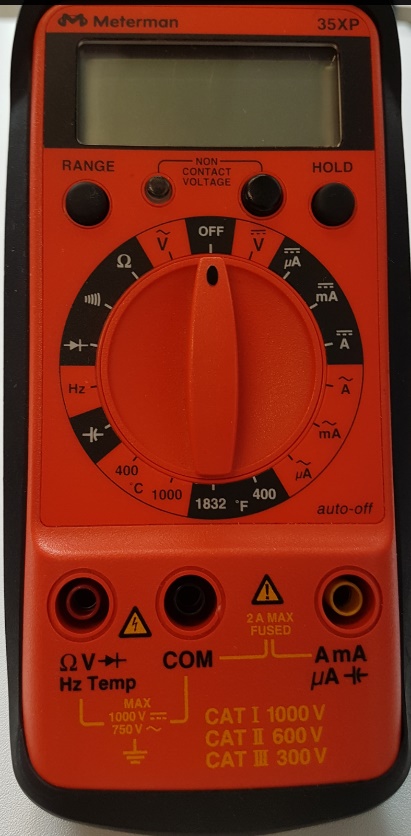 Meterman 35XP
RANGE
NON
CONTACT
VOLTAGE
HOLD
OFF
V
V
Ω
μA
mA
A
Hz
A
mA
μA
400
°C 1000
1832 °F 400
auto-off
2 A MAX
FUSED
Ω V
COM
A mA
Hz Temp
μA
MAX
1000 V
750 V ~
CAT I 1000 V
CAT II 600 V
CAT III 300 V